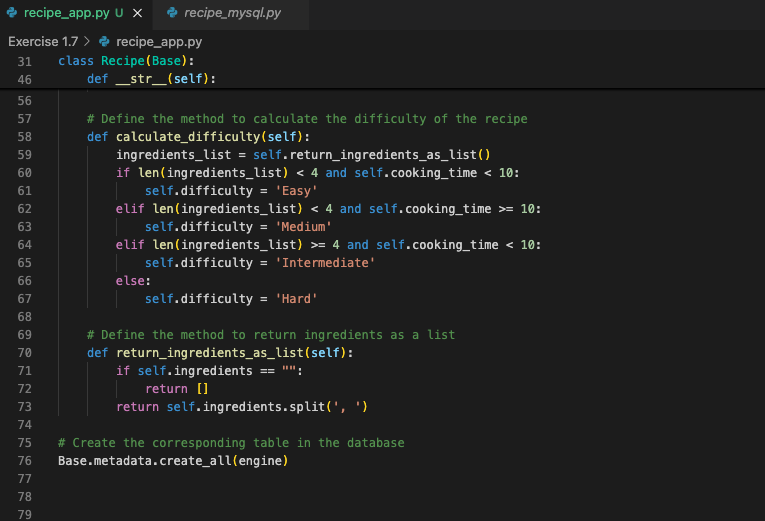 recipe_app.py U
recipe_mysql.py
Exercise 1.7 > recipe_app.py
31 class Recipe(Base):
46     def __str__(self):
56
57     # Define the method to calculate the difficulty of the recipe
58     def calculate_difficulty(self):
59         ingredients_list = self.return_ingredients_as_list()
60         if len(ingredients_list) < 4 and self.cooking_time < 10:
61             self.difficulty = 'Easy'
62         elif len(ingredients_list) < 4 and self.cooking_time >= 10:
63             self.difficulty = 'Medium'
64         elif len(ingredients_list) >= 4 and self.cooking_time < 10:
65             self.difficulty = 'Intermediate'
66         else:
67             self.difficulty = 'Hard'
68
69     # Define the method to return ingredients as a list
70     def return_ingredients_as_list(self):
71         if self.ingredients == "":
72             return []
73         return self.ingredients.split(', ')
74
75 # Create the corresponding table in the database
76 Base.metadata.create_all(engine)
77
78
79